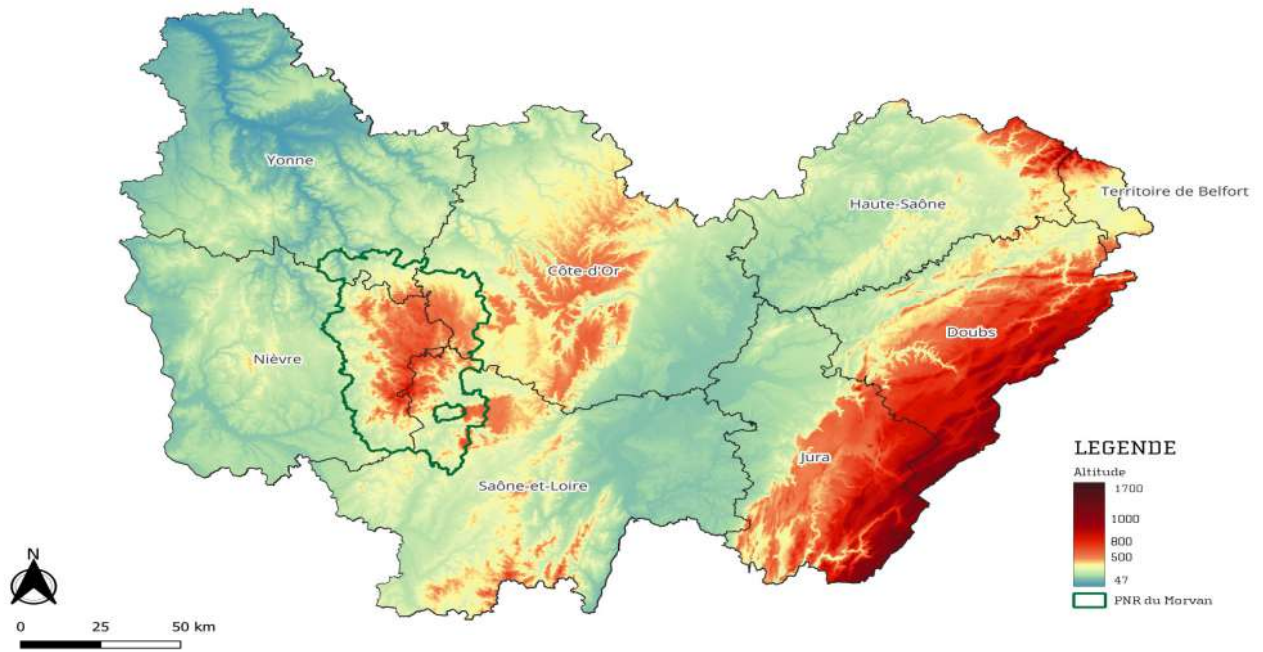 Yonne
Territoire de Belfort
Haute-Saône
Côte-d'Or
Doubs
Nièvre
Jura
Saône-et-Loire
LEGENDE
Altitude
1700
1000
800
500
47
PNR du Morvan
N
0 25 50 km